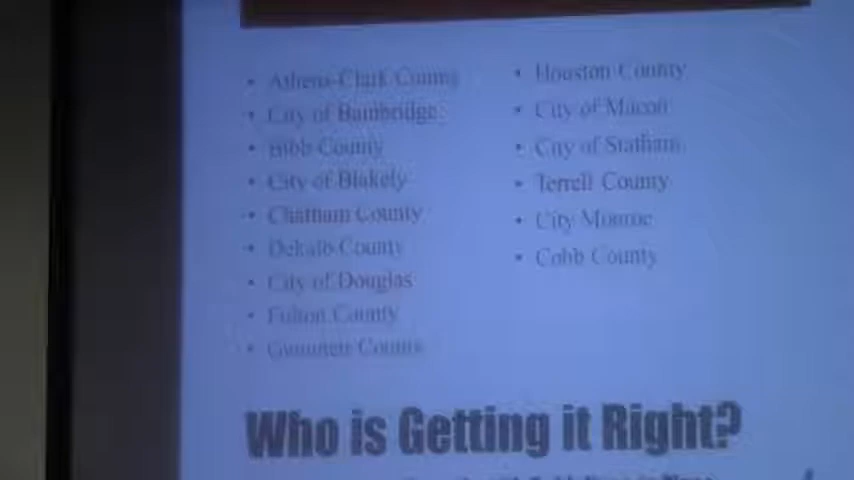 • Athens-Clark County
• City of Bainbridge
• Bibb County
• City of Blakely
• Chatham County
• Dekalb County
• City of Douglas
• Fulton County
• Gwinnett County
• Houston County
• City of Macon
• City of Statham
• Terrell County
• City Monroe
• Cobb County
Who is Getting it Right?